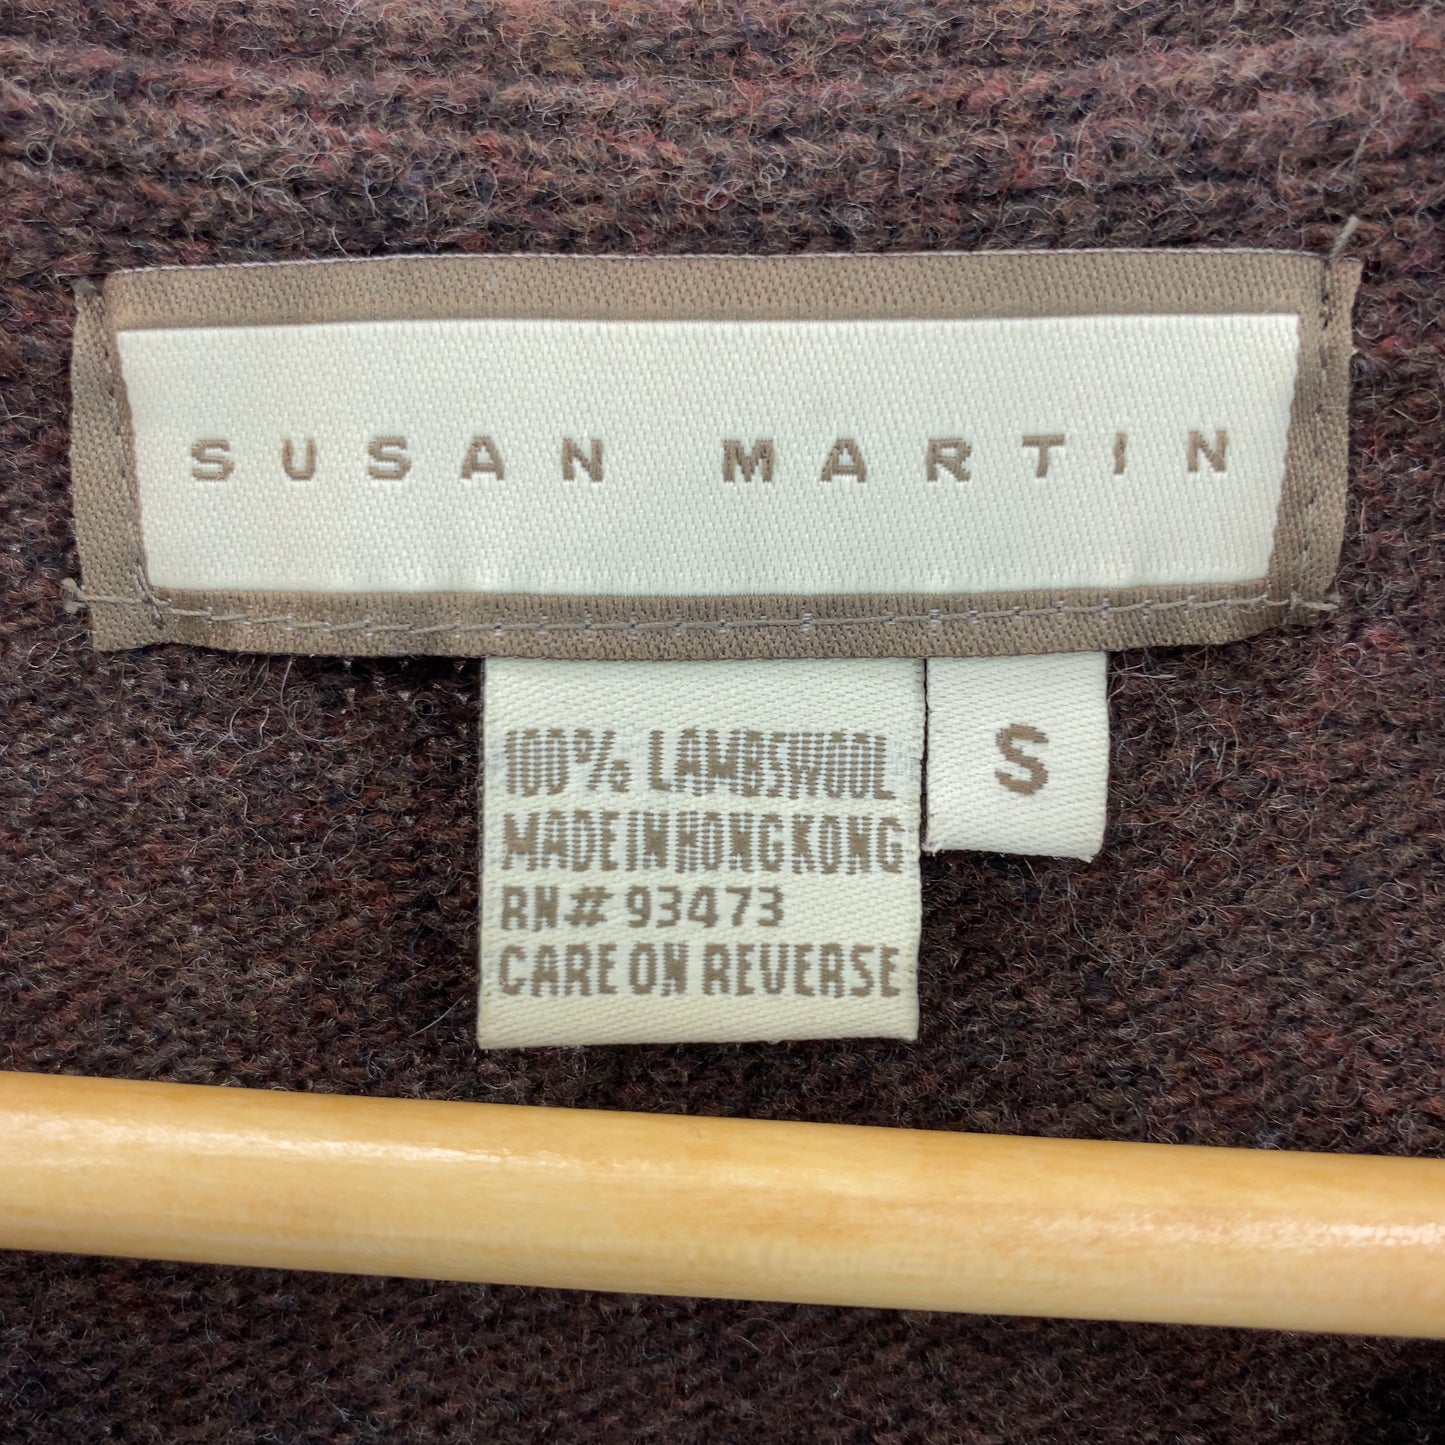 SUSAN MARTIN
100% LAMBSWOOL
MADE IN HONG KONG
RN# 93473
CARE ON REVERSE
S